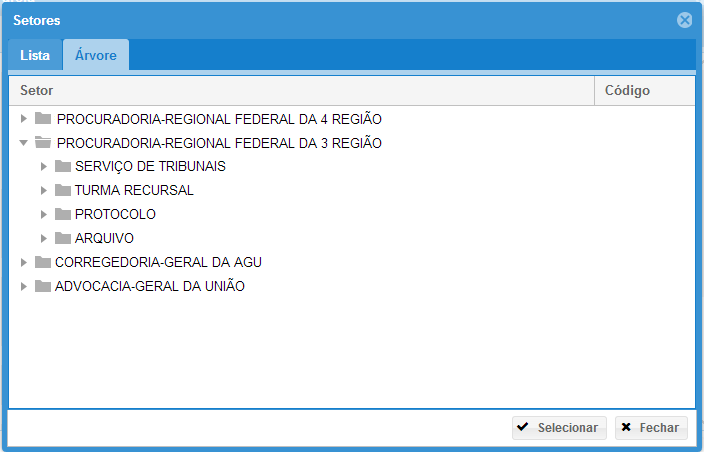 Setores
Lista Árvore
Setor Código
PROCURADORIA-REGIONAL FEDERAL DA 4 REGIÃO
PROCURADORIA-REGIONAL FEDERAL DA 3 REGIÃO
SERVIÇO DE TRIBUNAIS
TURMA RECURSAL
PROTOCOLO
ARQUIVO
CORREGEDORIA-GERAL DA AGU
ADVOCACIA-GERAL DA UNIÃO
Selecionar Fechar